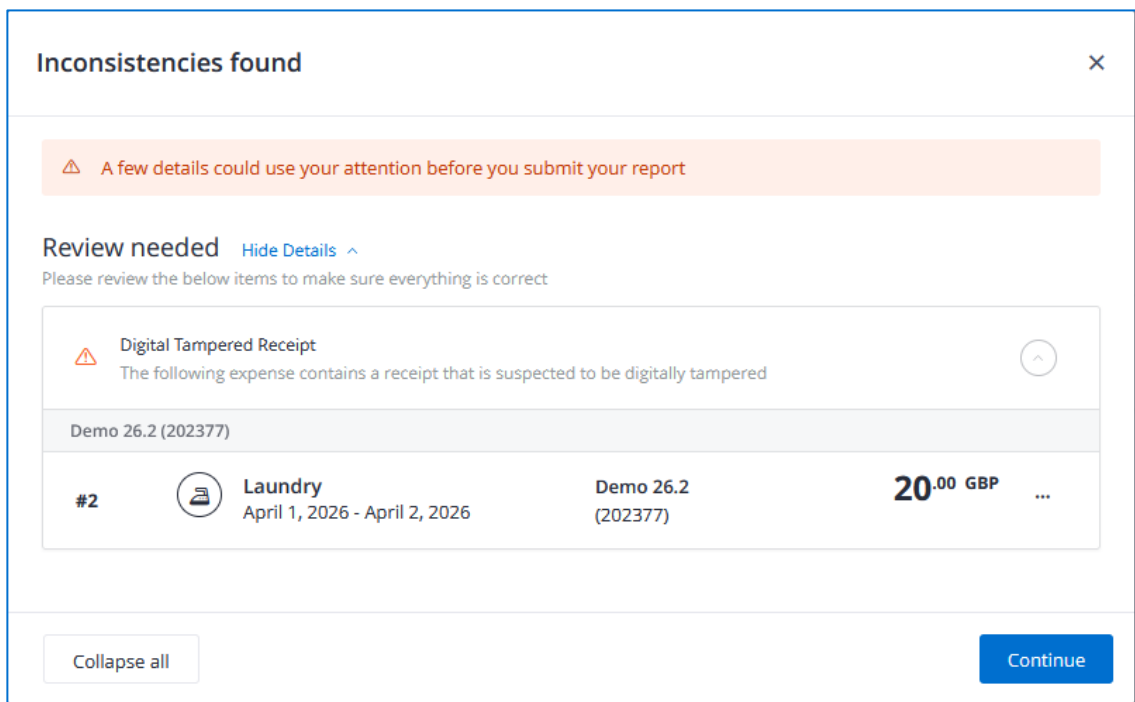 Inconsistencies found
A few details could use your attention before you submit your report
Review needed Hide Details
Please review the below items to make sure everything is correct
Digital Tampered Receipt
The following expense contains a receipt that is suspected to be digitally tampered
Demo 26.2 (202377)
#2 Laundry Demo 26.2 20.00 GBP ...
April 1, 2026 - April 2, 2026 (202377)
Collapse all Continue